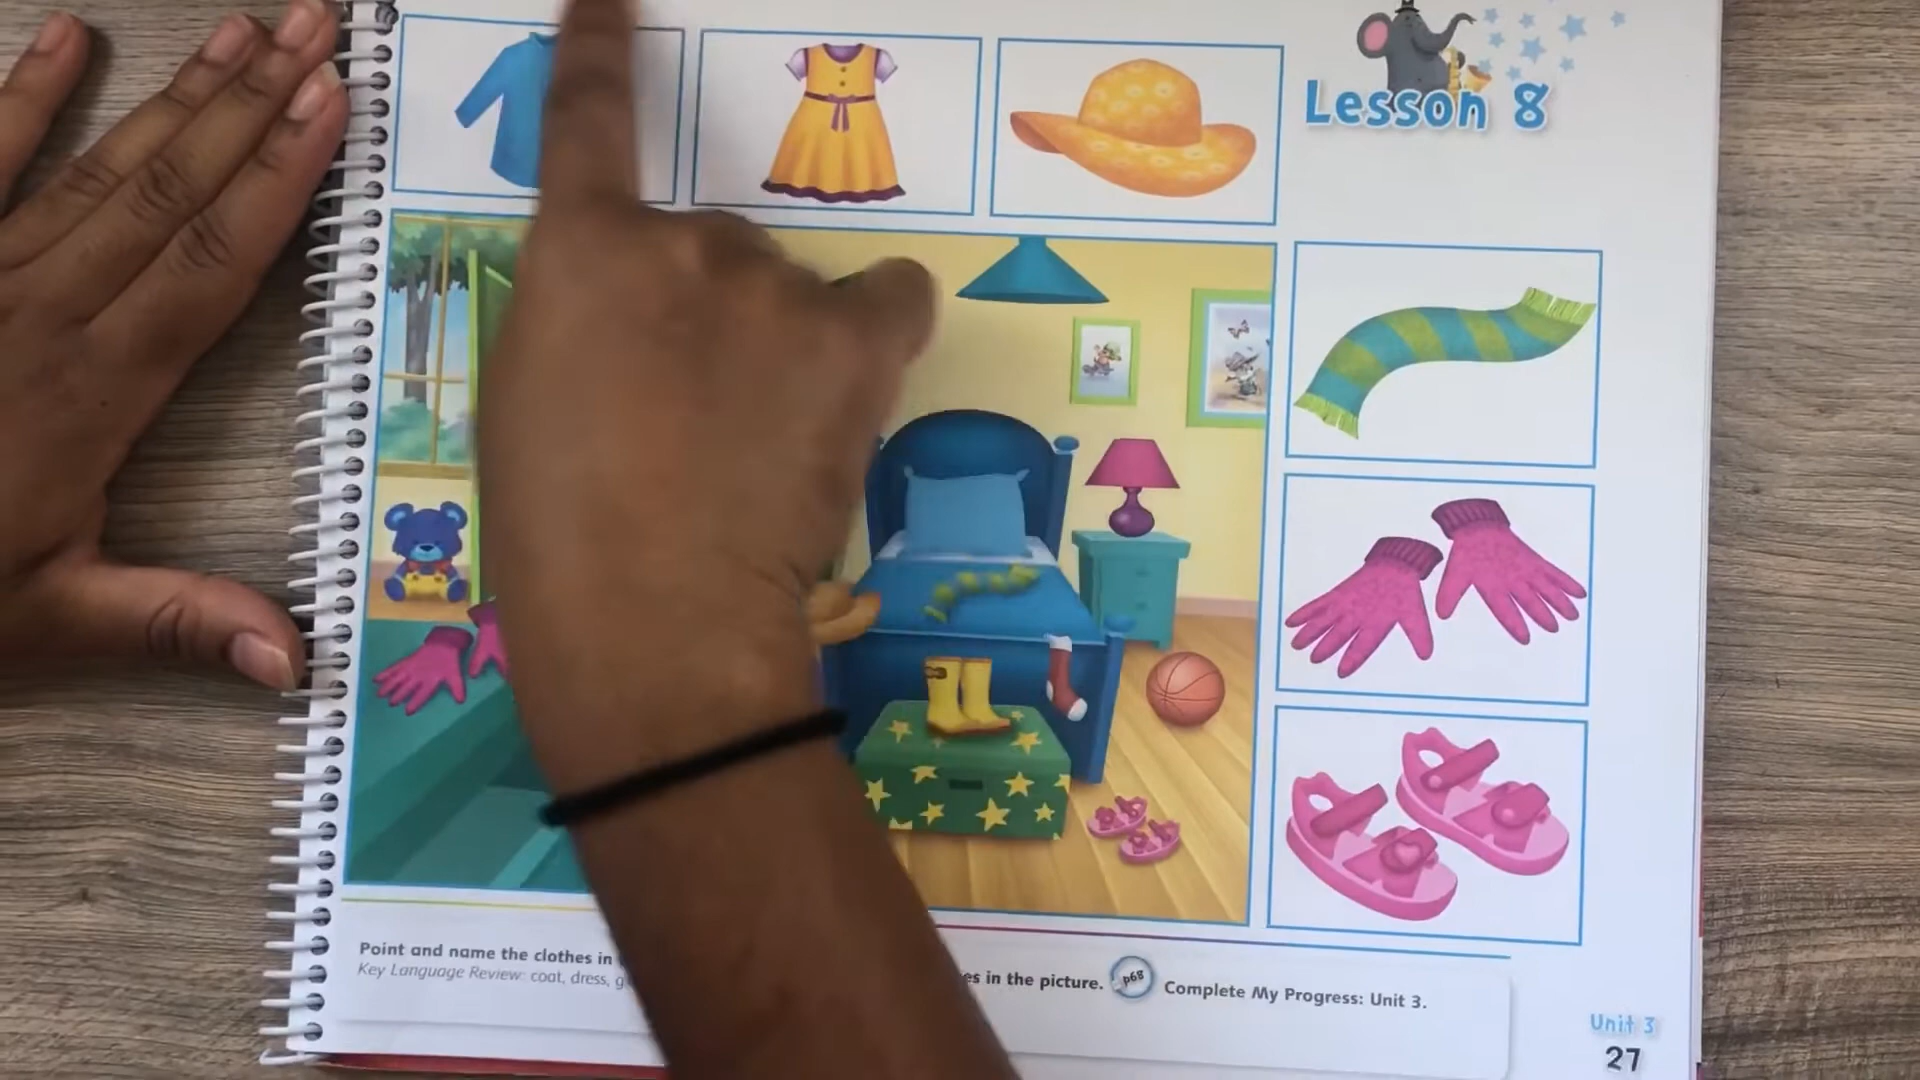 Lesson 8
Point and name the clothes in
es in the picture. p68 Complete My Progress: Unit 3.
Key Language Review: coat, dress, g
Unit 3
27